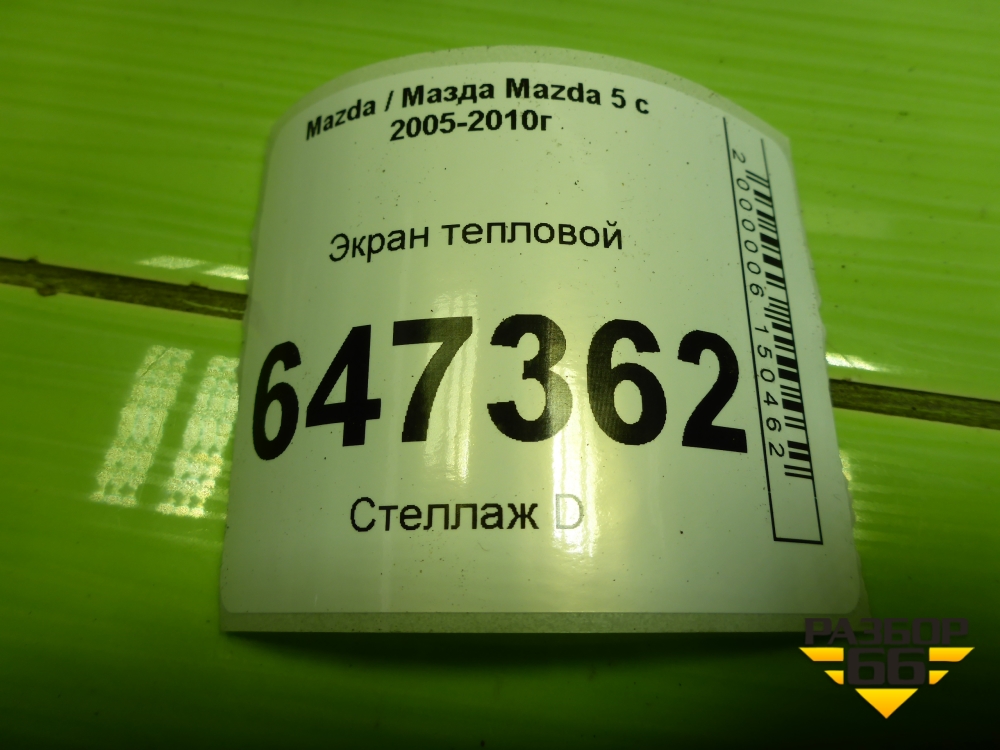 Mazda / Мазда Mazda 5 с
2005-2010г
Экран тепловой
647362
Стеллаж D
2000006150462
РАЗБОР
66